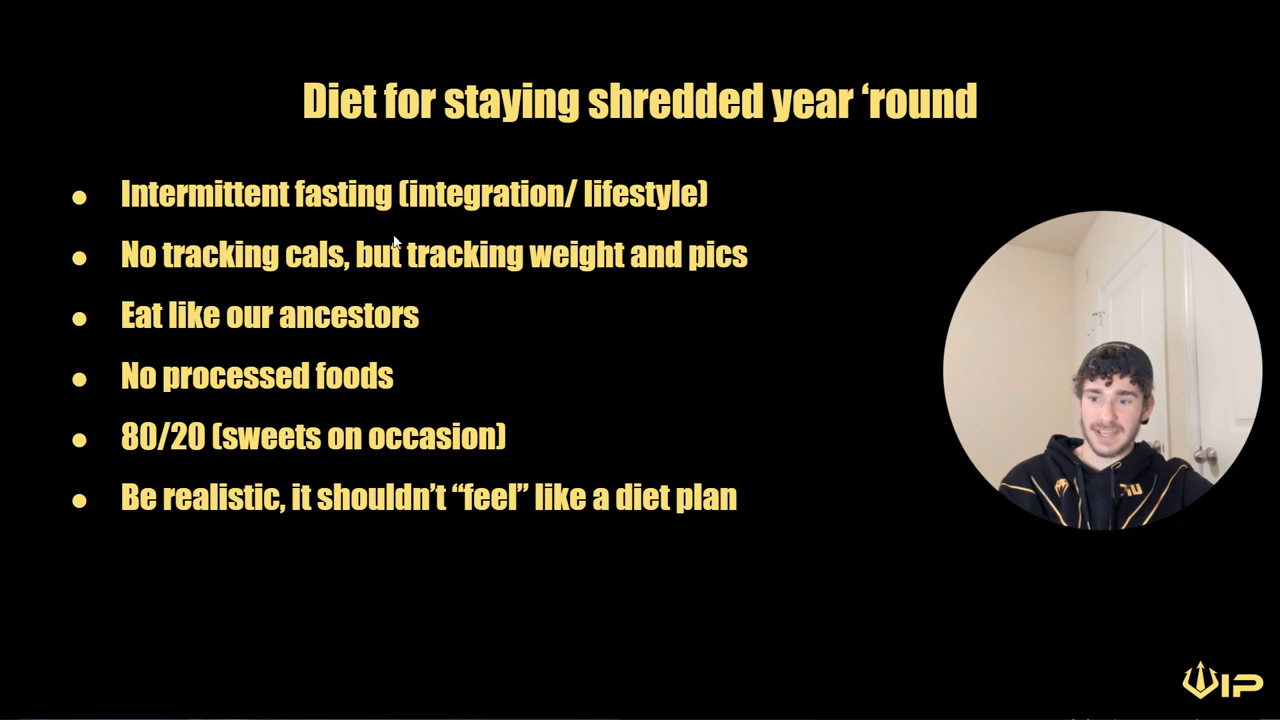 Diet for staying shredded year ‘round
Intermittent fasting (integration/ lifestyle)
No tracking cals, but tracking weight and pics
Eat like our ancestors
No processed foods
80/20 (sweets on occasion)
Be realistic, it shouldn’t “feel” like a diet plan
VIP